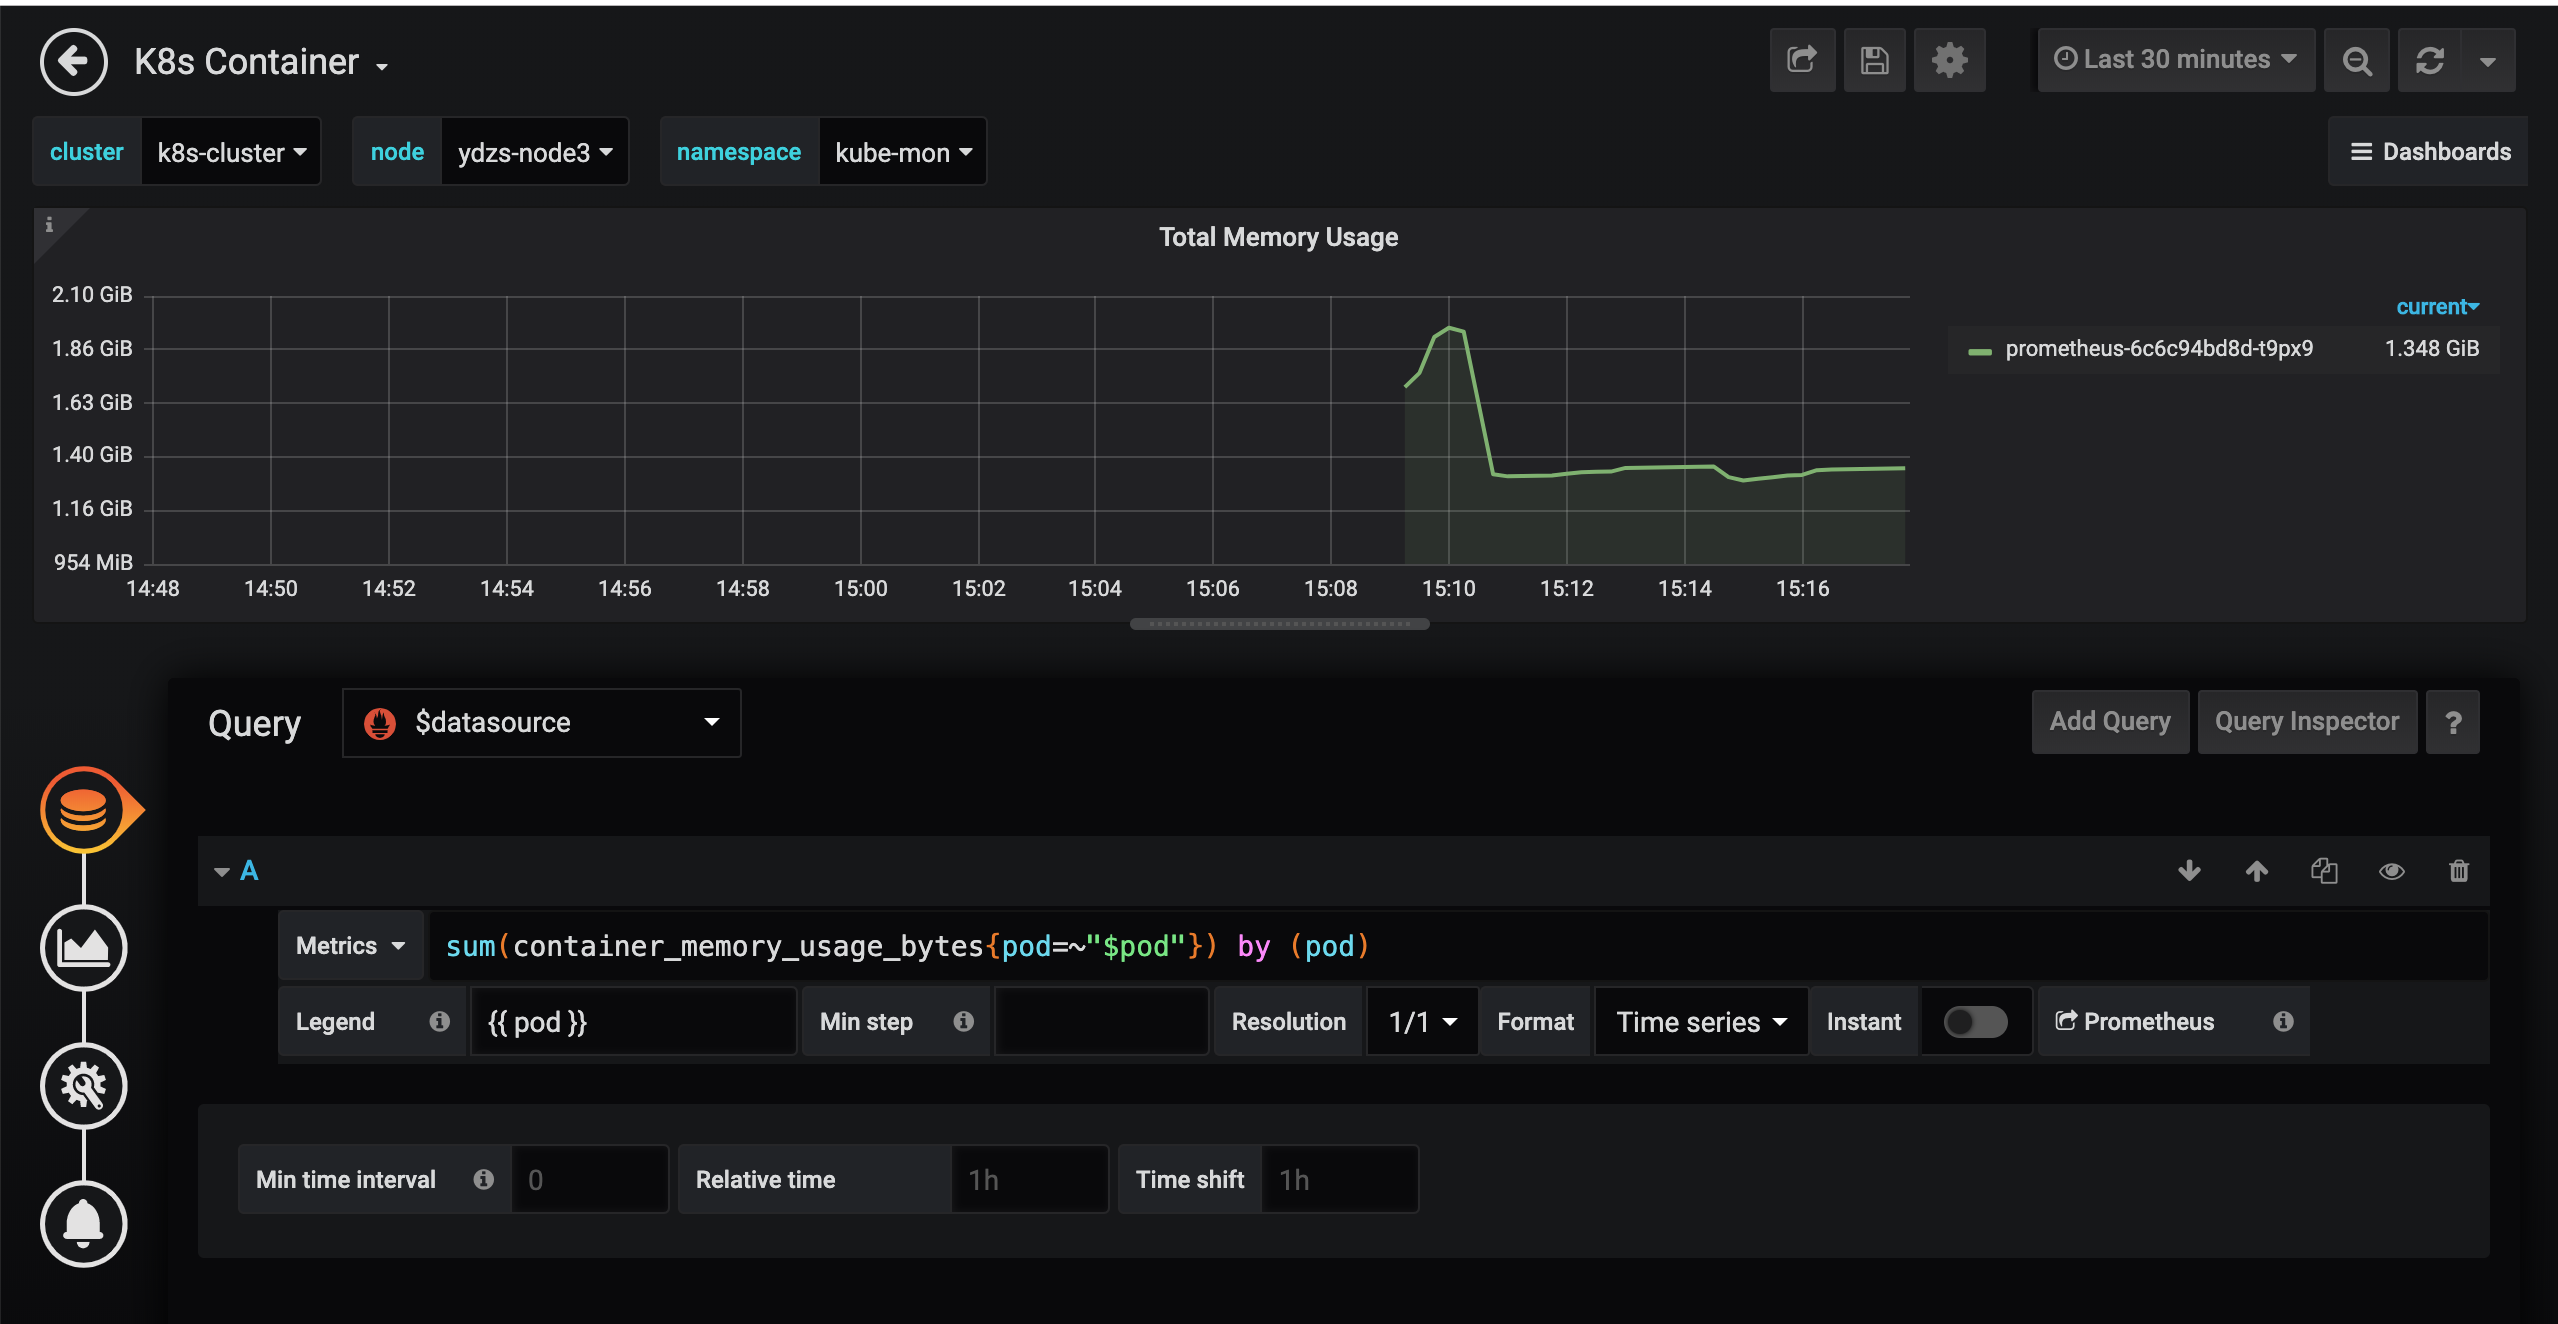 K8s Container
Last 30 minutes
cluster k8s-cluster node ydzs-node3 namespace kube-mon Dashboards
i
Total Memory Usage
2.10 GiB
1.86 GiB
1.63 GiB
1.40 GiB
1.16 GiB
954 MiB
14:48 14:50 14:52 14:54 14:56 14:58 15:00 15:02 15:04 15:06 15:08 15:10 15:12 15:14 15:16
current
prometheus-6c6c94bd8d-t9px9 1.348 GiB
Query $datasource Add Query Query Inspector ?
A
Metrics sum(container_memory_usage_bytes{pod=~"$pod"}) by (pod)
Legend {{ pod }} Min step Resolution 1/1 Format Time series Instant Prometheus
Min time interval 0 Relative time 1h Time shift 1h